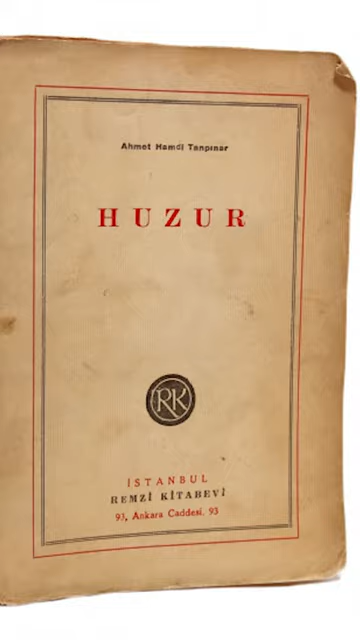 Ahmet Hamdi Tanpınar
HUZUR
RK
İSTANBUL
REMZİ KİTABEVİ
93, Ankara Caddesi, 93